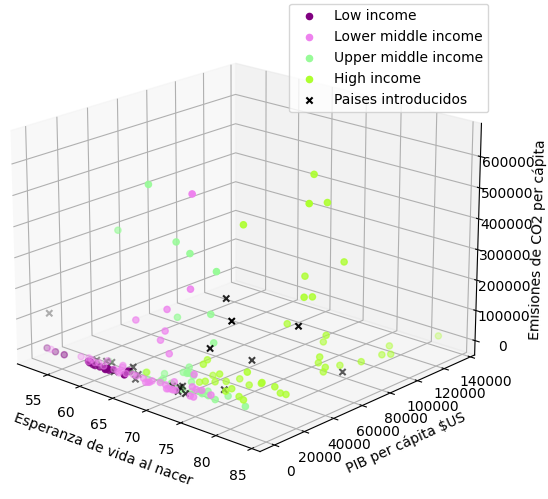 Low income
Lower middle income
Upper middle income
High income
Paises introducidos
600000
500000
400000
300000
200000
100000
0
Emisiones de CO2 per cápita
140000
120000
100000
80000
60000
40000
20000
0
PIB per cápita $US
55
60
65
70
75
80
85
Esperanza de vida al nacer